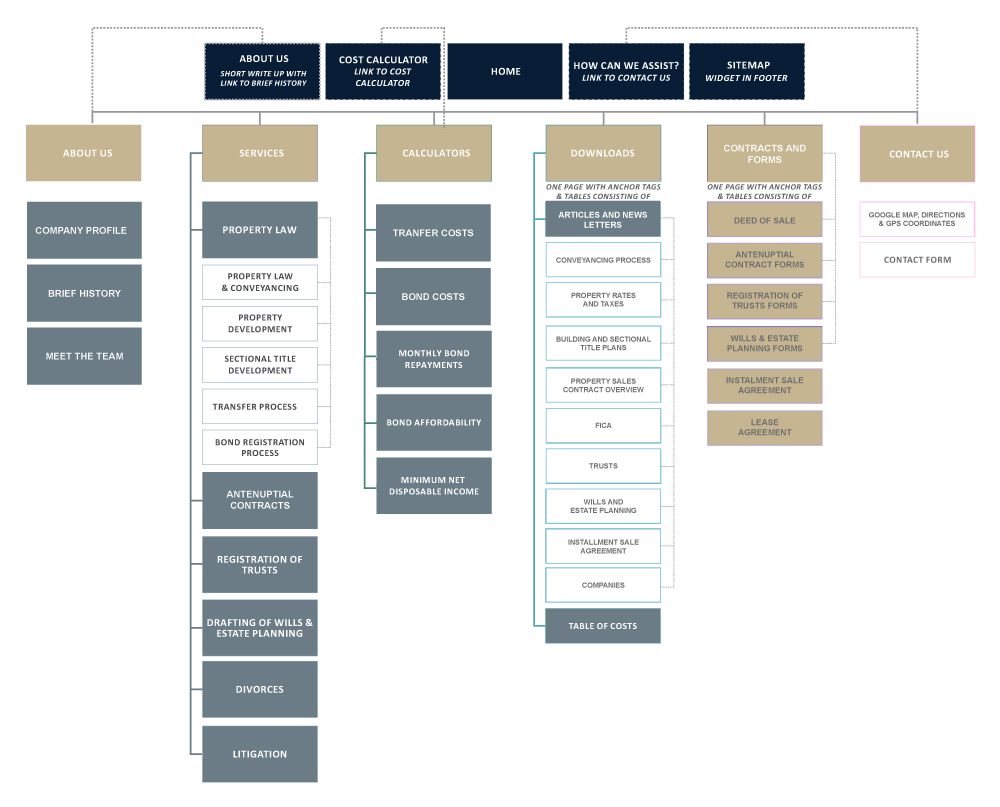 ABOUT US
SHORT WRITE UP WITH
LINK TO BRIEF HISTORY
COST CALCULATOR
LINK TO COST
CALCULATOR
HOME
HOW CAN WE ASSIST?
LINK TO CONTACT US
SITEMAP
WIDGET IN FOOTER
ABOUT US
COMPANY PROFILE
BRIEF HISTORY
MEET THE TEAM
SERVICES
PROPERTY LAW
PROPERTY LAW
& CONVEYANCING
PROPERTY
DEVELOPMENT
SECTIONAL TITLE
DEVELOPMENT
TRANSFER PROCESS
BOND REGISTRATION
PROCESS
ANTENUPTIAL
CONTRACTS
REGISTRATION OF
TRUSTS
DRAFTING OF WILLS &
ESTATE PLANNING
DIVORCES
LITIGATION
CALCULATORS
TRANFER COSTS
BOND COSTS
MONTHLY BOND
REPAYMENTS
BOND AFFORDABILITY
MINIMUM NET
DISPOSABLE INCOME
DOWNLOADS
ONE PAGE WITH ANCHOR TAGS
& TABLES CONSISTING OF
ARTICLES AND NEWS
LETTERS
CONVEYANCING PROCESS
PROPERTY RATES
AND TAXES
BUILDING AND SECTIONAL
TITLE PLANS
PROPERTY SALES
CONTRACT OVERVIEW
FICA
TRUSTS
WILLS AND
ESTATE PLANNING
INSTALLMENT SALE
AGREEMENT
COMPANIES
TABLE OF COSTS
CONTRACTS AND
FORMS
ONE PAGE WITH ANCHOR TAGS
& TABLES CONSISTING OF
DEED OF SALE
ANTENUPTIAL
CONTRACT FORMS
REGISTRATION OF
TRUSTS FORMS
WILLS & ESTATE
PLANNING FORMS
INSTALMENT SALE
AGREEMENT
LEASE
AGREEMENT
CONTACT US
GOOGLE MAP, DIRECTIONS
& GPS COORDINATES
CONTACT FORM